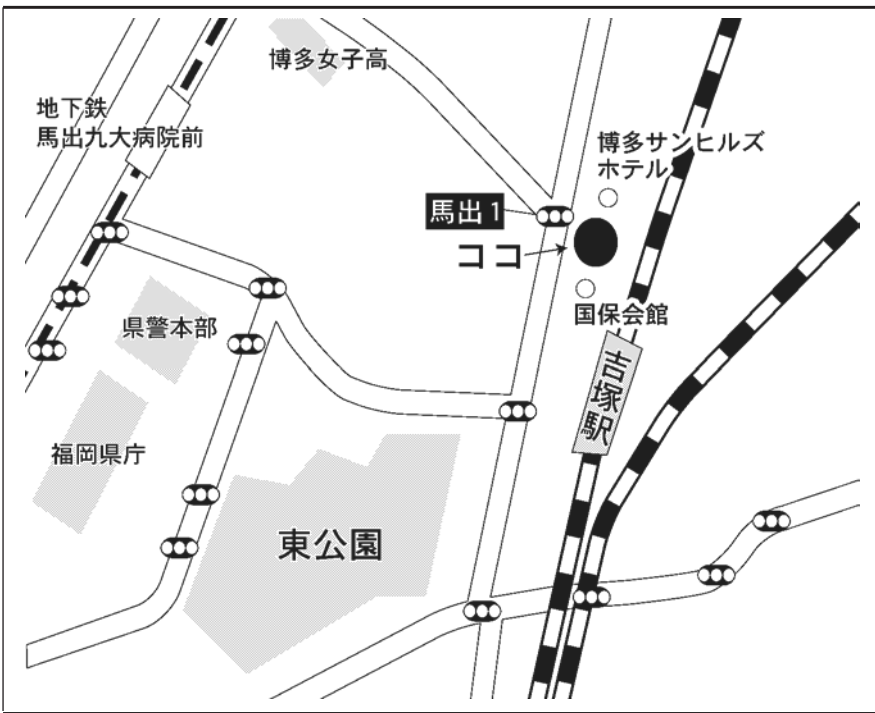 博多女子高
地下鉄
馬出九大病院前
博多サンヒルズ
ホテル
馬出1
ココ
国保会館
県警本部
吉塚駅
福岡県庁
東公園